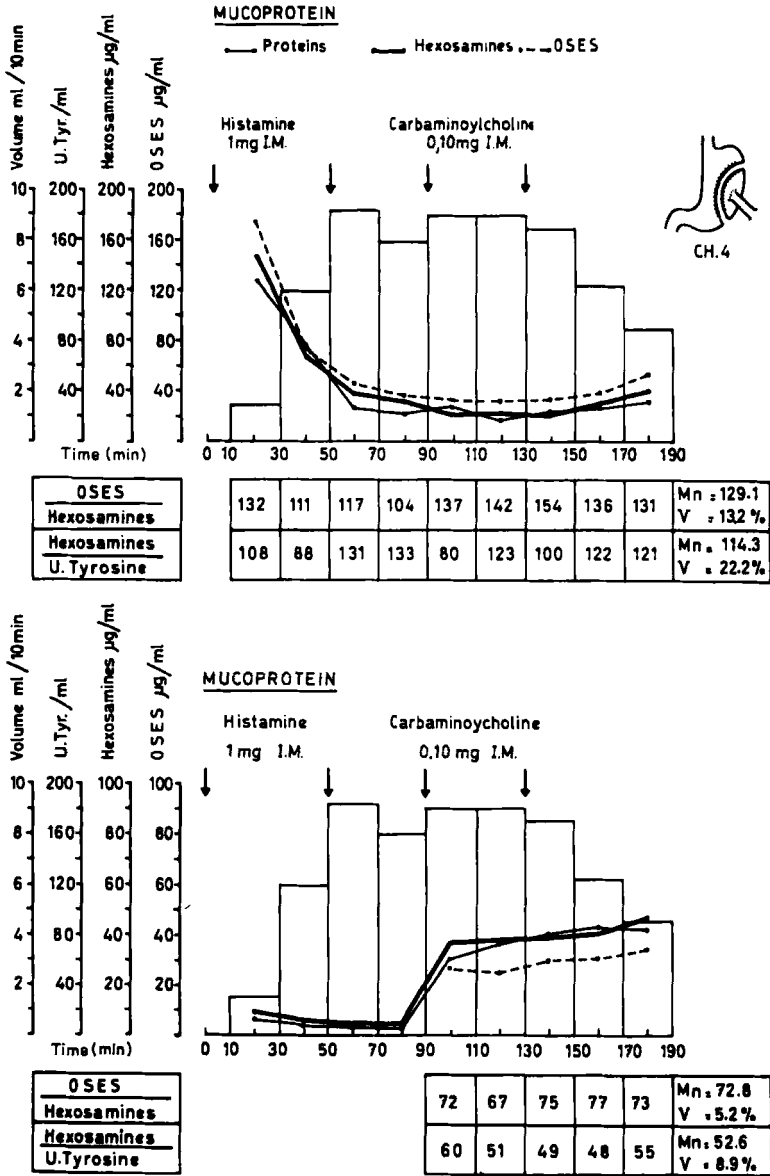 MUCOPROTEIN
Proteins Hexosamines OSES
Volume ml/10min
U.Tyr./ml
Hexosamines µg/ml
OSES µg/ml
Histamine Carbaminoylcholine
1mg I.M. 0,10mg I.M.
10 200 200 200
8 160 160 160
6 120 120 120
4 80 80 80
2 40 40 40
CH.4
Time (min) 0 10 30 50 70 90 110 130 150 170 190
OSES
Hexosamines
132 111 117 104 137 142 154 136 131 Mn = 129.1
V = 13,2 %
Hexosamines
U.Tyrosine
108 88 131 133 80 123 100 122 121 Mn = 114.3
V = 22.2%
Volume ml/10min
U.Tyr./ml
Hexosamines µg/ml
OSES µg/ml
MUCOPROTEIN
Histamine Carbaminoycholine
1mg I.M. 0,10 mg I.M.
10 200 100 100
8 160 80 80
6 120 60 60
4 80 40 40
2 40 20 20
Time (min) 0 10 30 50 70 90 110 130 150 170 190
OSES
Hexosamines
72 67 75 77 73 Mn = 72.8
V = 5.2%
Hexosamines
U.Tyrosine
60 51 49 48 55 Mn: 52.6
V = 8.9%